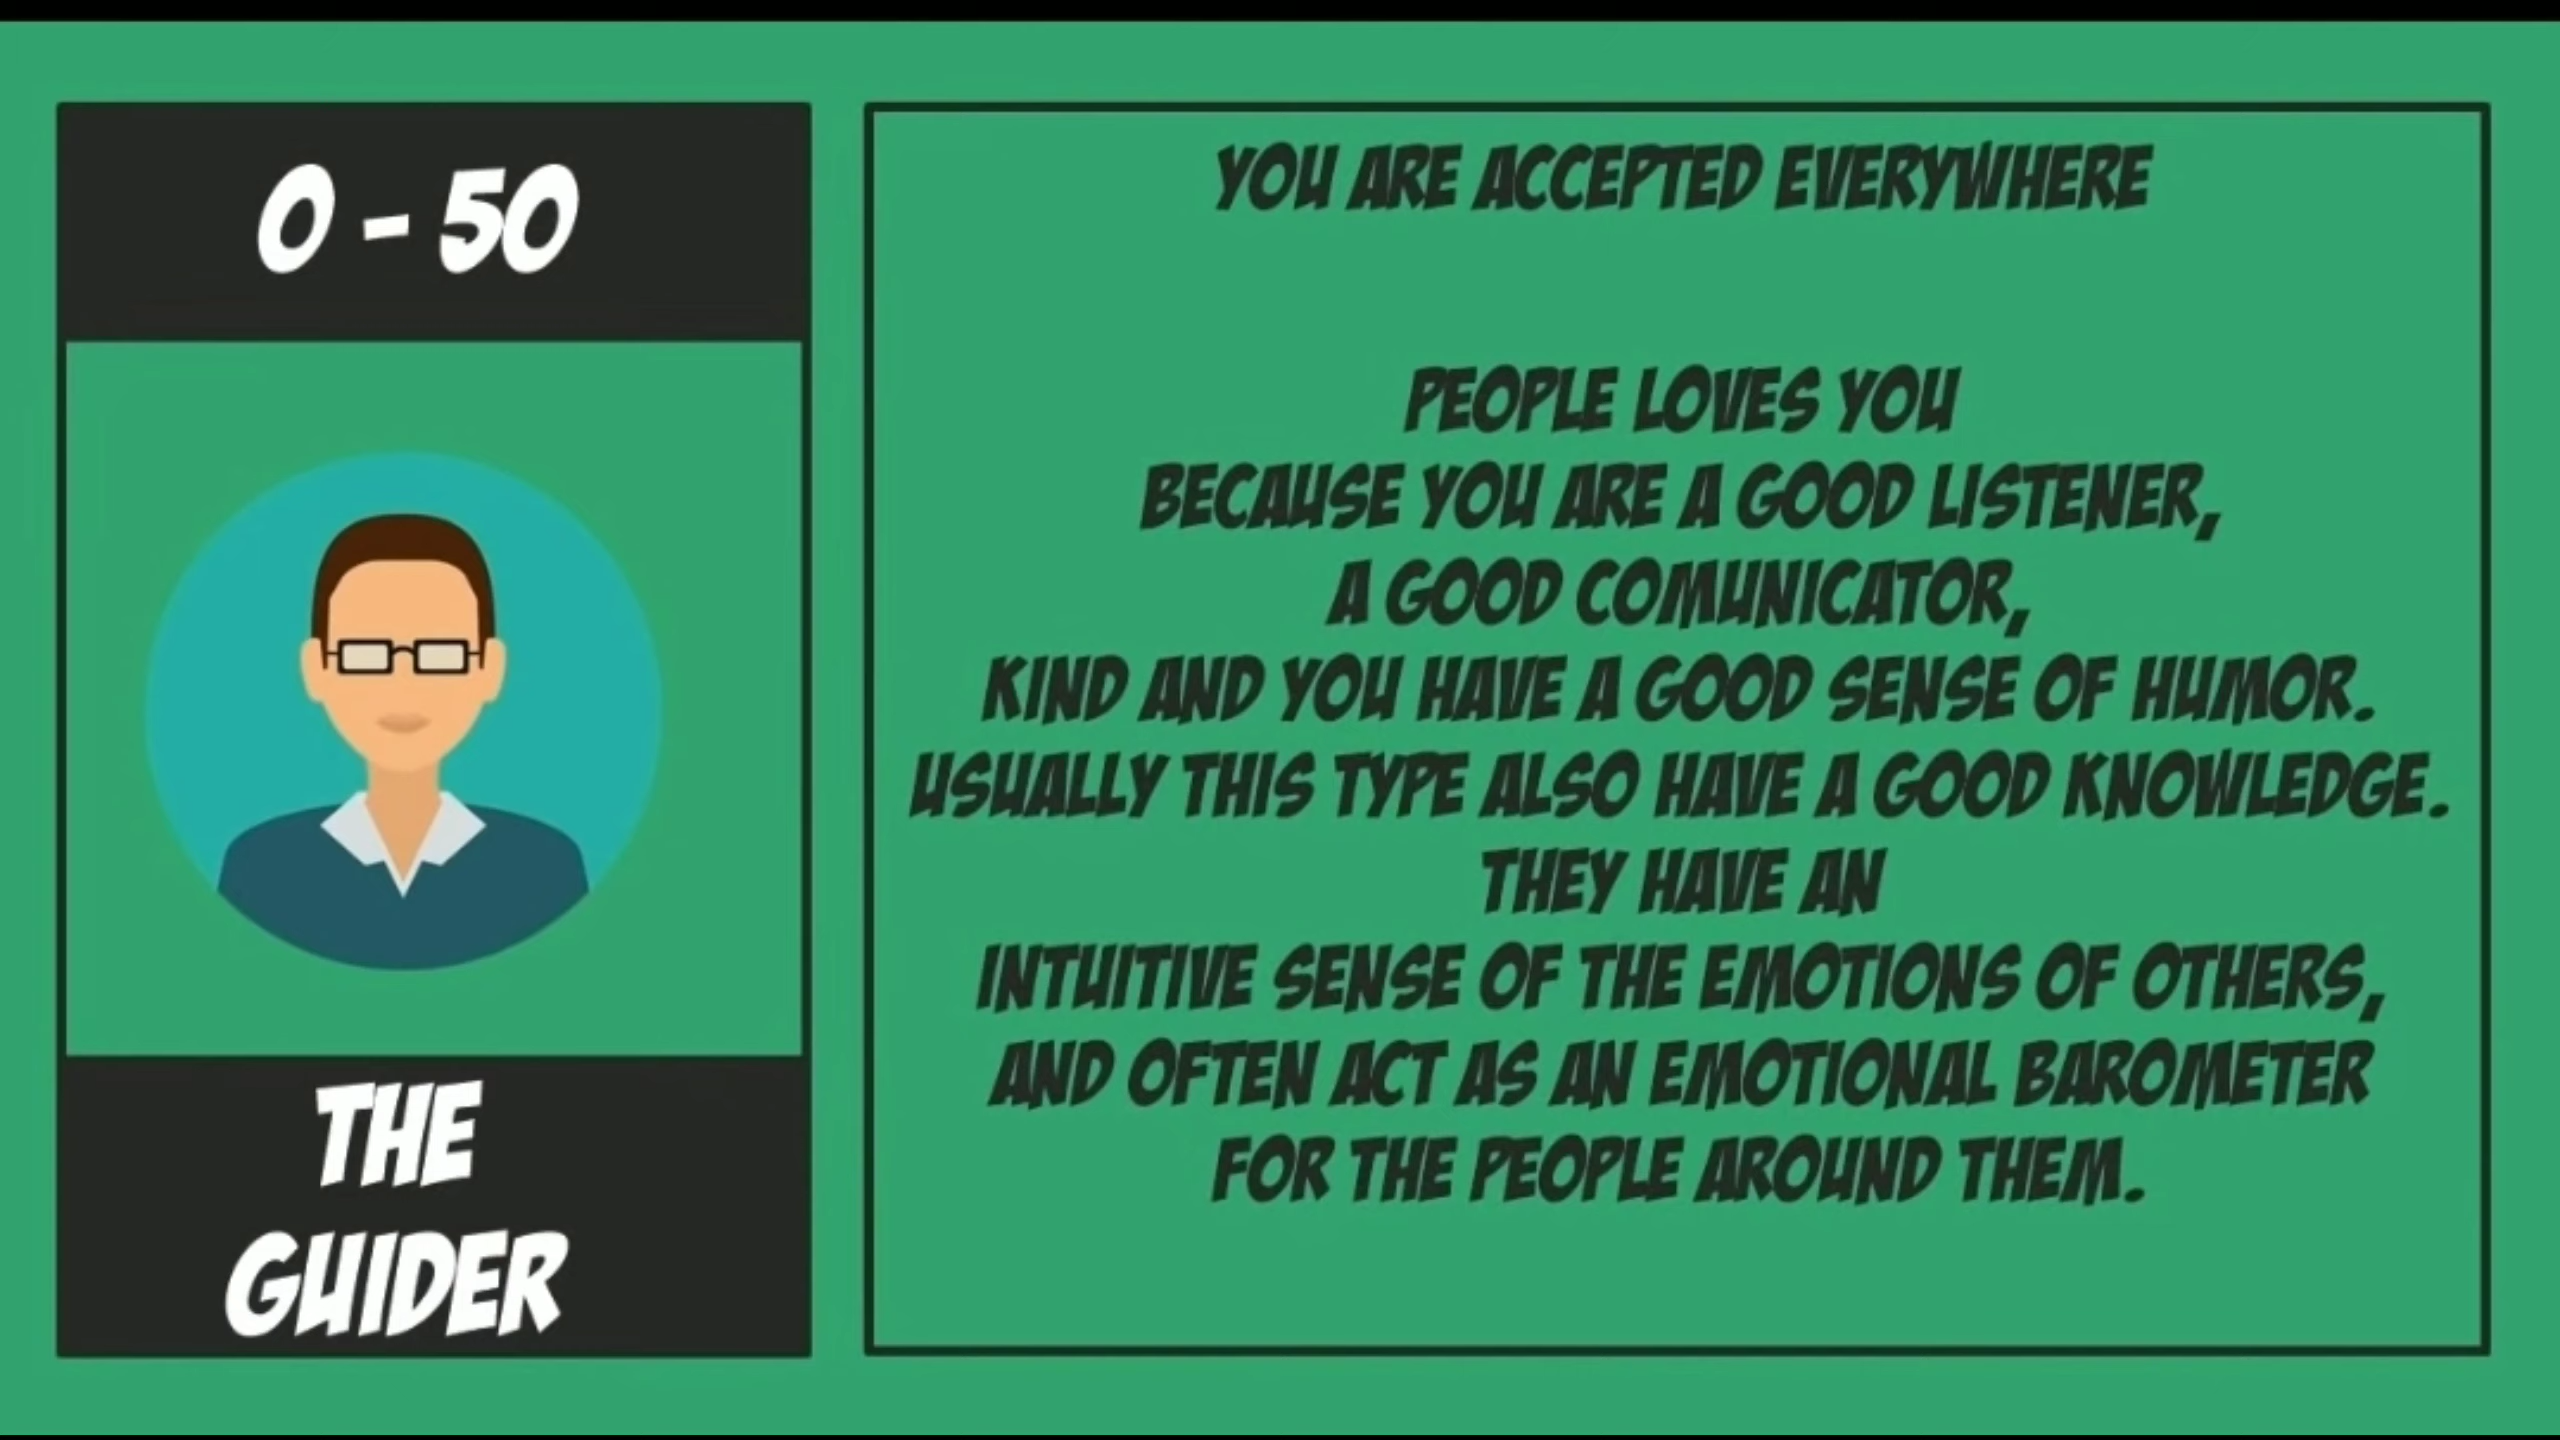 0 - 50
THE
GUIDER
YOU ARE ACCEPTED EVERYWHERE
PEOPLE LOVES YOU
BECAUSE YOU ARE A GOOD LISTENER,
A GOOD COMUNICATOR,
KIND AND YOU HAVE A GOOD SENSE OF HUMOR.
USUALLY THIS TYPE ALSO HAVE A GOOD KNOWLEDGE.
THEY HAVE AN
INTUITIVE SENSE OF THE EMOTIONS OF OTHERS,
AND OFTEN ACT AS AN EMOTIONAL BAROMETER
FOR THE PEOPLE AROUND THEM.